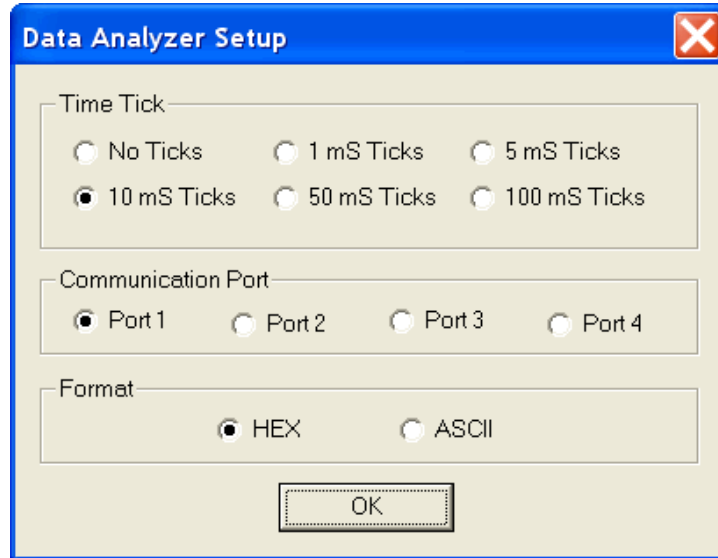 Data Analyzer Setup
Time Tick
No Ticks 1 mS Ticks 5 mS Ticks
10 mS Ticks 50 mS Ticks 100 mS Ticks
Communication Port
Port 1 Port 2 Port 3 Port 4
Format
HEX ASCII
OK